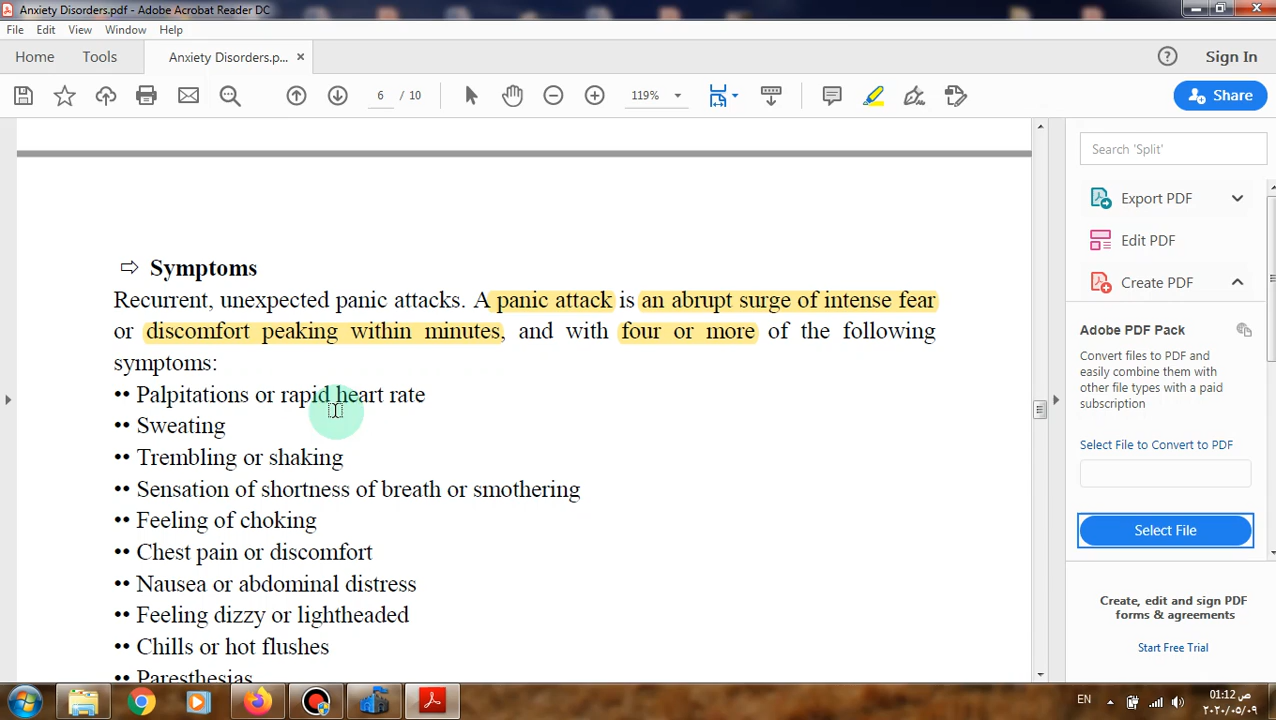 Anxiety Disorders.pdf - Adobe Acrobat Reader DC
File Edit View Window Help
Home Tools Anxiety Disorders.p... × Sign In
6 / 10 119% Share
Search 'Split'
Export PDF
Edit PDF
Create PDF
Adobe PDF Pack
Convert files to PDF and
easily combine them with
other file types with a paid
subscription
Select File to Convert to PDF
Select File
Create, edit and sign PDF
forms & agreements
Start Free Trial
⇨ Symptoms
Recurrent, unexpected panic attacks. A panic attack is an abrupt surge of intense fear
or discomfort peaking within minutes, and with four or more of the following
symptoms:
•• Palpitations or rapid heart rate
•• Sweating
•• Trembling or shaking
•• Sensation of shortness of breath or smothering
•• Feeling of choking
•• Chest pain or discomfort
•• Nausea or abdominal distress
•• Feeling dizzy or lightheaded
•• Chills or hot flushes
•• Paresthesias
EN
01:12 ص
٢٠٢٠/٠٥/٠٩